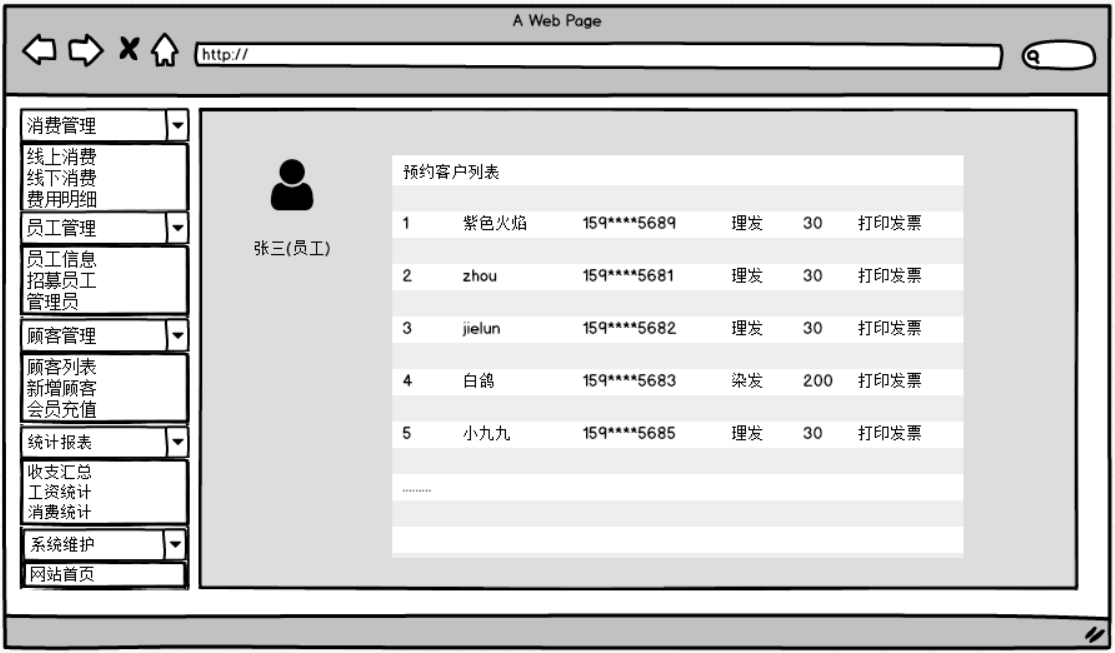 A Web Page
http://
消费管理
线上消费
线下消费
费用明细
员工管理
员工信息
招募员工
管理员
顾客管理
顾客列表
新增顾客
会员充值
统计报表
收支汇总
工资统计
消费统计
系统维护
网站首页
张三(员工)
预约客户列表
1 紫色火焰 159****5689 理发 30 打印发票
2 zhou 159****5681 理发 30 打印发票
3 jielun 159****5682 理发 30 打印发票
4 白鸽 159****5683 染发 200 打印发票
5 小九九 159****5685 理发 30 打印发票
..........